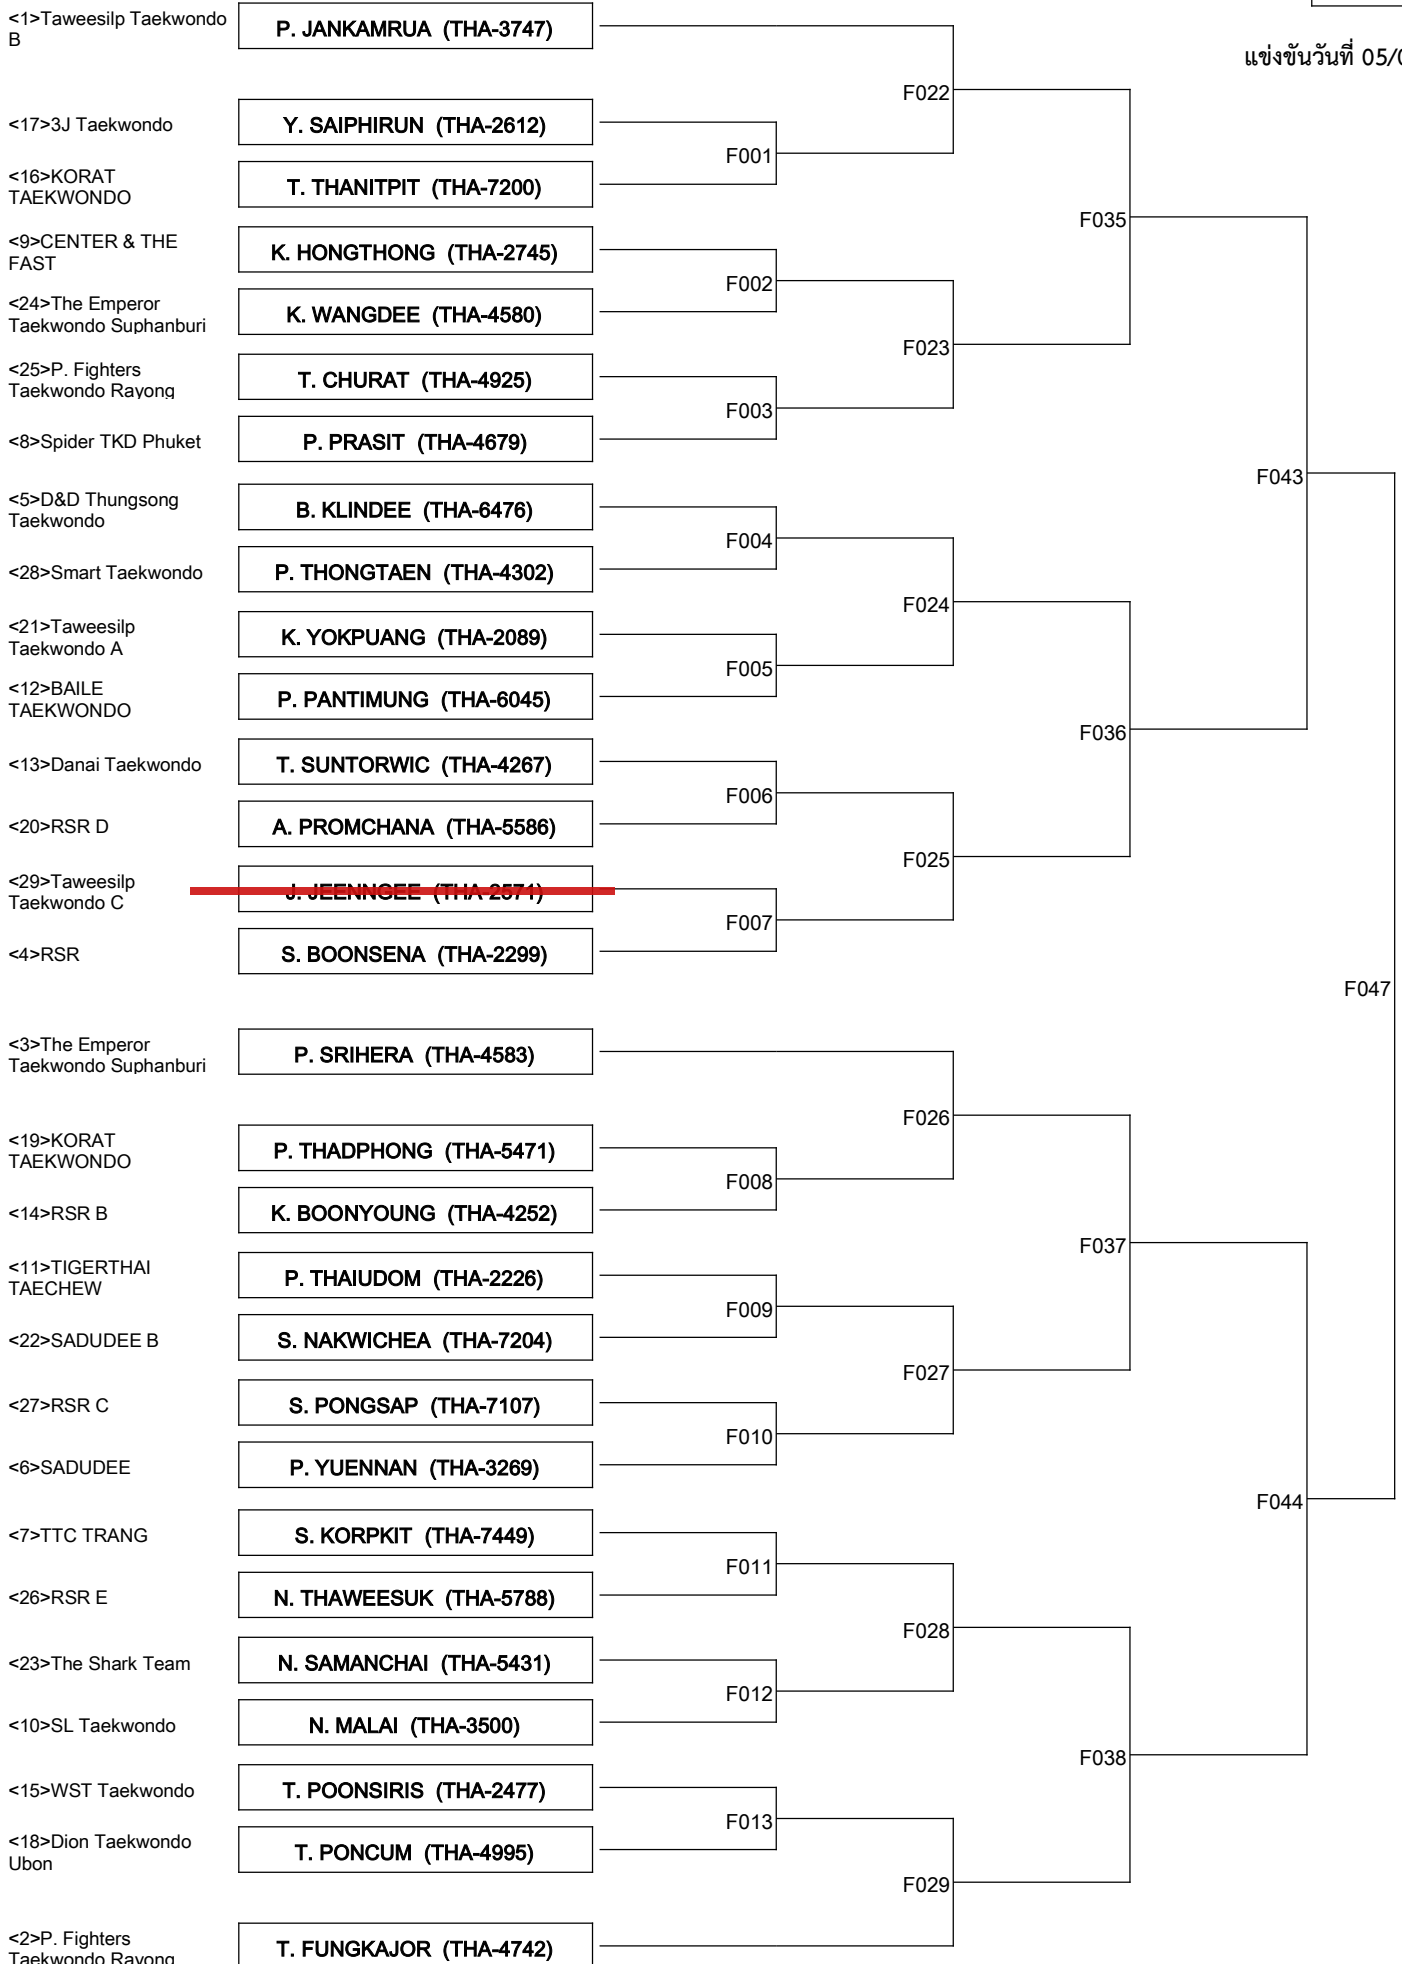 <1>Taweesilp Taekwondo
B
P. JANKAMRUA (THA-3747)
แข่งขันวันที่ 05/0
F022
<17>3J Taekwondo
Y. SAIPHIRUN (THA-2612)
F001
<16>KORAT
TAEKWONDO
T. THANITPIT (THA-7200)
F035
<9>CENTER & THE
FAST
K. HONGTHONG (THA-2745)
F002
<24>The Emperor
Taekwondo Suphanburi
K. WANGDEE (THA-4580)
F023
<25>P. Fighters
Taekwondo Rayong
T. CHURAT (THA-4925)
F003
<8>Spider TKD Phuket
P. PRASIT (THA-4679)
F043
<5>D&D Thungsong
Taekwondo
B. KLINDEE (THA-6476)
F004
<28>Smart Taekwondo
P. THONGTAEN (THA-4302)
F024
<21>Taweesilp
Taekwondo A
K. YOKPUANG (THA-2089)
F005
<12>BAILE
TAEKWONDO
P. PANTIMUNG (THA-6045)
F036
<13>Danai Taekwondo
T. SUNTORWIC (THA-4267)
F006
<20>RSR D
A. PROMCHANA (THA-5586)
F025
<29>Taweesilp
Taekwondo C
J. JEENNGEE (THA-2571)
F007
<4>RSR
S. BOONSENA (THA-2299)
F047
<3>The Emperor
Taekwondo Suphanburi
P. SRIHERA (THA-4583)
F026
<19>KORAT
TAEKWONDO
P. THADPHONG (THA-5471)
F008
<14>RSR B
K. BOONYOUNG (THA-4252)
F037
<11>TIGERTHAI
TAECHEW
P. THAIUDOM (THA-2226)
F009
<22>SADUDEE B
S. NAKWICHEA (THA-7204)
F027
<27>RSR C
S. PONGSAP (THA-7107)
F010
<6>SADUDEE
P. YUENNAN (THA-3269)
F044
<7>TTC TRANG
S. KORPKIT (THA-7449)
F011
<26>RSR E
N. THAWEESUK (THA-5788)
F028
<23>The Shark Team
N. SAMANCHAI (THA-5431)
F012
<10>SL Taekwondo
N. MALAI (THA-3500)
F038
<15>WST Taekwondo
T. POONSIRIS (THA-2477)
F013
<18>Dion Taekwondo
Ubon
T. PONCUM (THA-4995)
F029
<2>P. Fighters
Taekwondo Rayong
T. FUNGKAJOR (THA-4742)